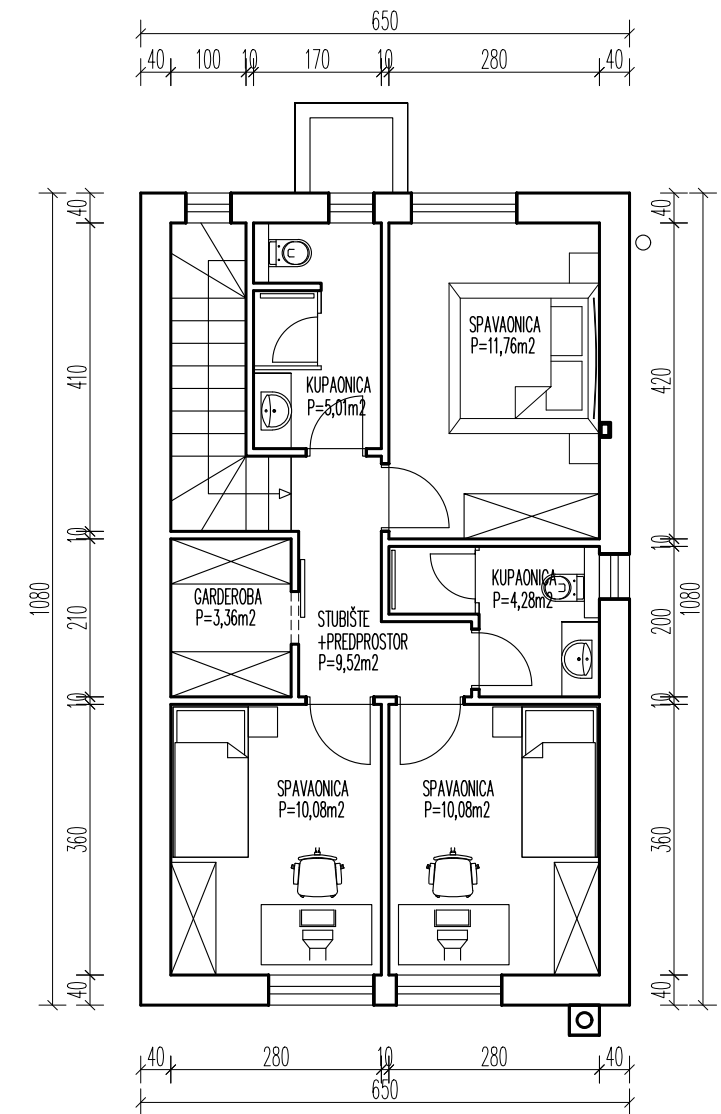 650
40 100 10 170 10 280 40
40 410 10 210 10 360 40
1080
40 420 10 200 10 360 40
1080
SPAVAONICA
P=11,76m2
KUPAONICA
P=5,01m2
KUPAONICA
P=4,28m2
GARDEROBA
P=3,36m2
STUBIŠTE
+PREDPROSTOR
P=9,52m2
SPAVAONICA
P=10,08m2
SPAVAONICA
P=10,08m2
40 280 10 280 40
650